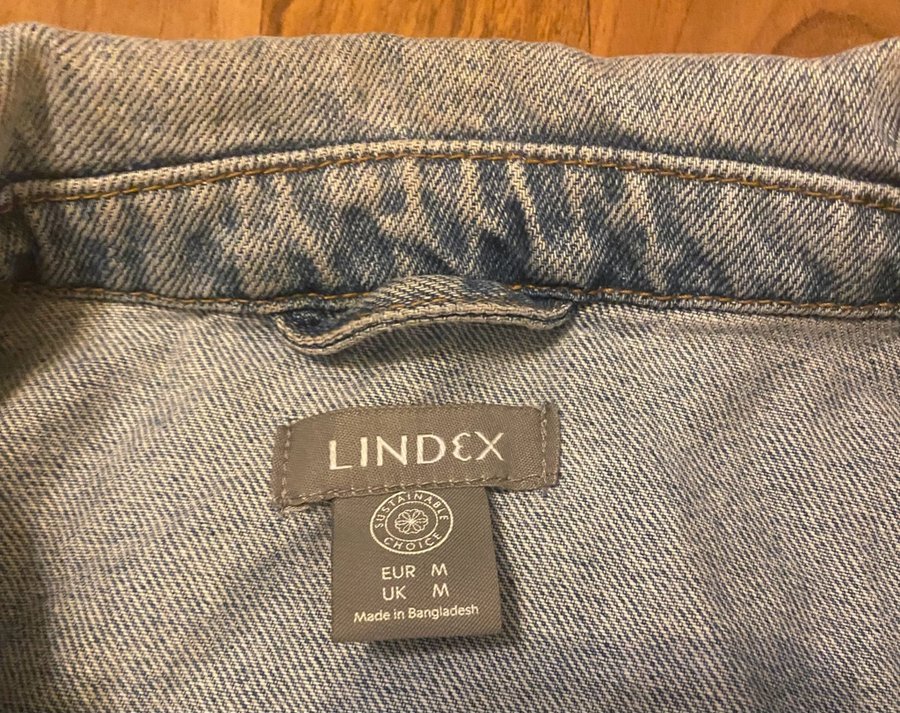 LINDEX
SUSTAINABLE
CHOICE
EUR M
UK M
Made in Bangladesh